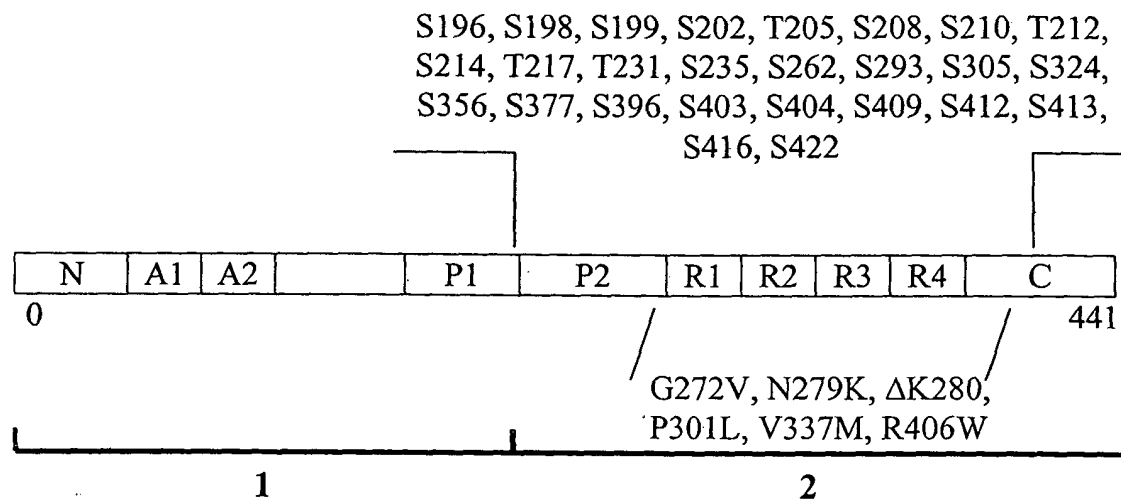 S196, S198, S199, S202, T205, S208, S210, T212,
S214, T217, T231, S235, S262, S293, S305, S324,
S356, S377, S396, S403, S404, S409, S412, S413,
S416, S422
N A1 A2 P1 P2 R1 R2 R3 R4 C
0 441
G272V, N279K, ΔK280,
P301L, V337M, R406W
1 2